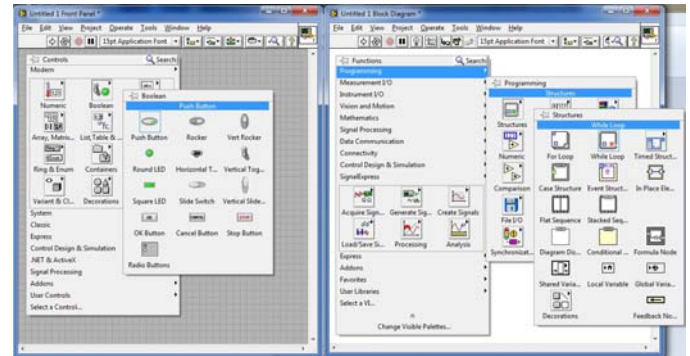 Untitled 1 Front Panel *
File Edit View Project Operate Tools Window Help
15pt Application Font
Controls
Search
Modern
Numeric
Boolean
Array, Matrix...
List, Table &...
Ring & Enum
Containers
Variant & Cl...
Decorations
System
Classic
Express
Control Design & Simulation
.NET & ActiveX
Signal Processing
Addons
User Controls
Select a Control...
Boolean
Push Button
Push Button
Rocker
Vert Rocker
Round LED
Horizontal T...
Vertical Tog...
Square LED
Slide Switch
Vertical Slide...
OK Button
Cancel Button
Stop Button
Radio Buttons
Untitled 1 Block Diagram *
File Edit View Project Operate Tools Window Help
15pt Application Font
Functions
Search
Programming
Measurement I/O
Instrument I/O
Vision and Motion
Mathematics
Signal Processing
Data Communication
Connectivity
Control Design & Simulation
SignalExpress
Acquire Sign...
Generate Sig...
Create Signals
Load/Save Si...
Processing
Analysis
Express
Addons
Favorites
User Libraries
Select a VI...
Change Visible Palettes...
Programming
Structures
Structures
Numeric
Comparison
File I/O
Synchronizat...
Structures
While Loop
For Loop
While Loop
Timed Struct...
Case Structure
Event Struct...
In Place Ele...
Flat Sequence
Stacked Seq...
Diagram Dis...
Conditional ...
Formula Node
Shared Varia...
Local Variable
Global Varia...
Decorations
Feedback No...